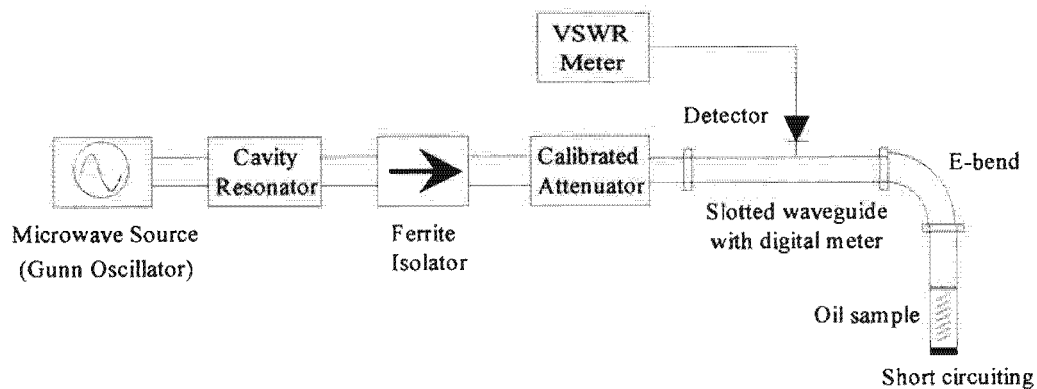 VSWR
Meter
Detector
Cavity
Resonator
Calibrated
Attenuator
E-bend
Slotted waveguide
with digital meter
Microwave Source
(Gunn Oscillator)
Ferrite
Isolator
Oil sample
Short circuiting